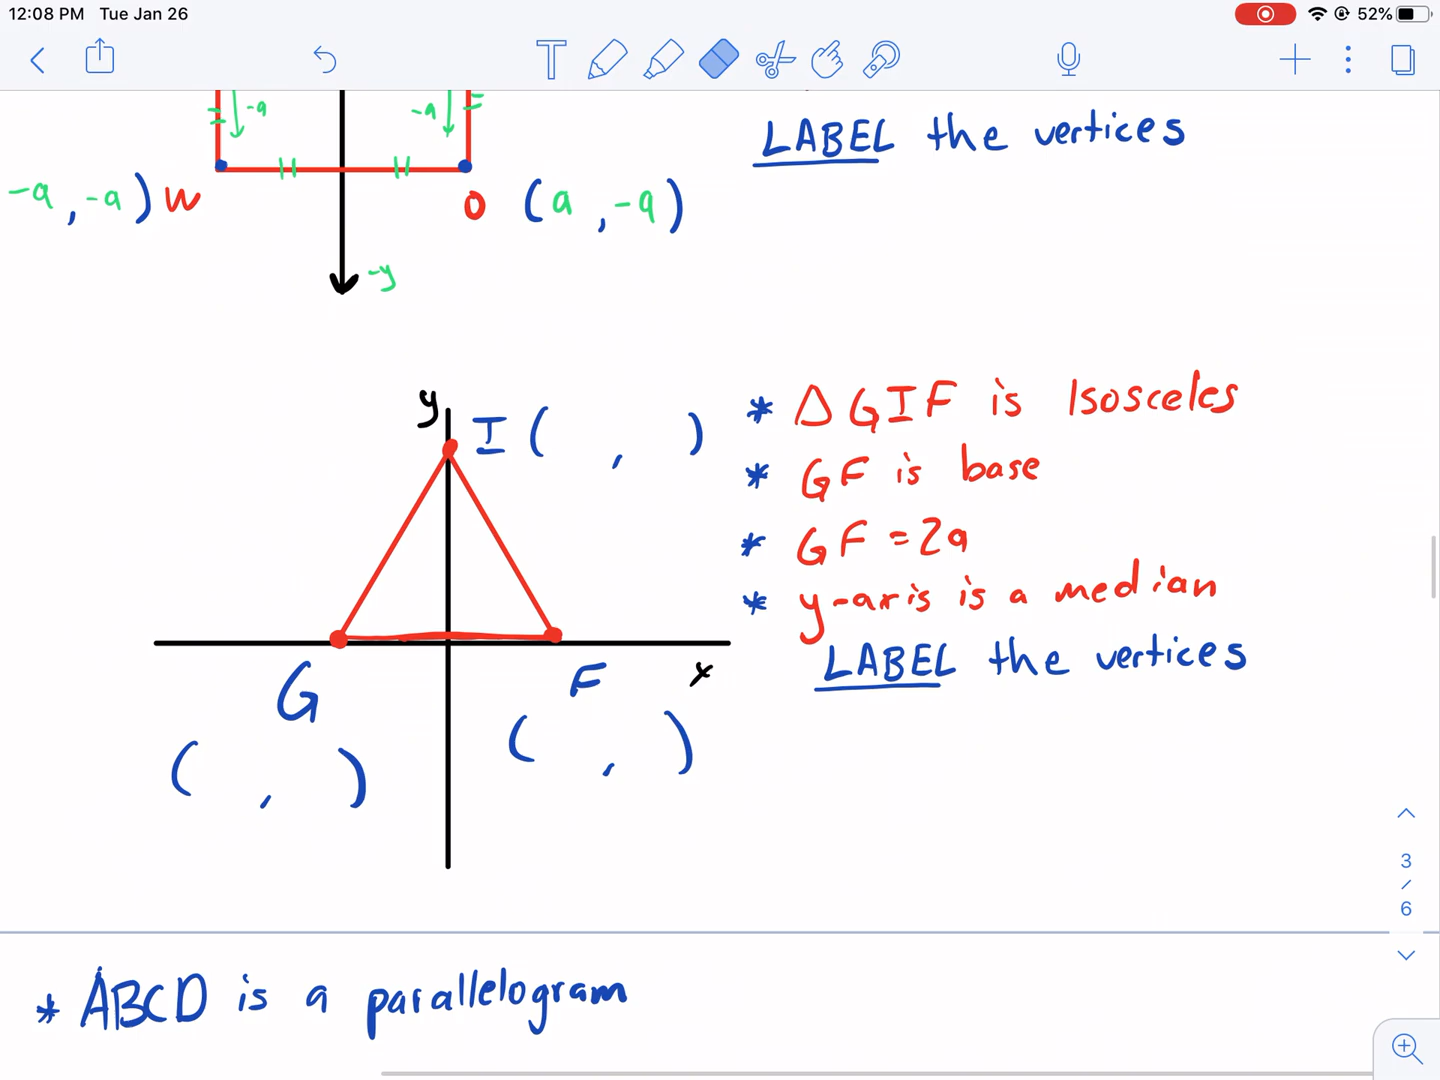 12:08 PM Tue Jan 26
52%
-a -a
LABEL the vertices
-a , -a ) W
O ( a , -a )
-y
y
I ( , )
* △ GIF is Isosceles
* GF is base
* GF = 2a
* y-axis is a median
LABEL the vertices
G
F
x
( , )
( , )
3
/
6
* ABCD is a parallelogram